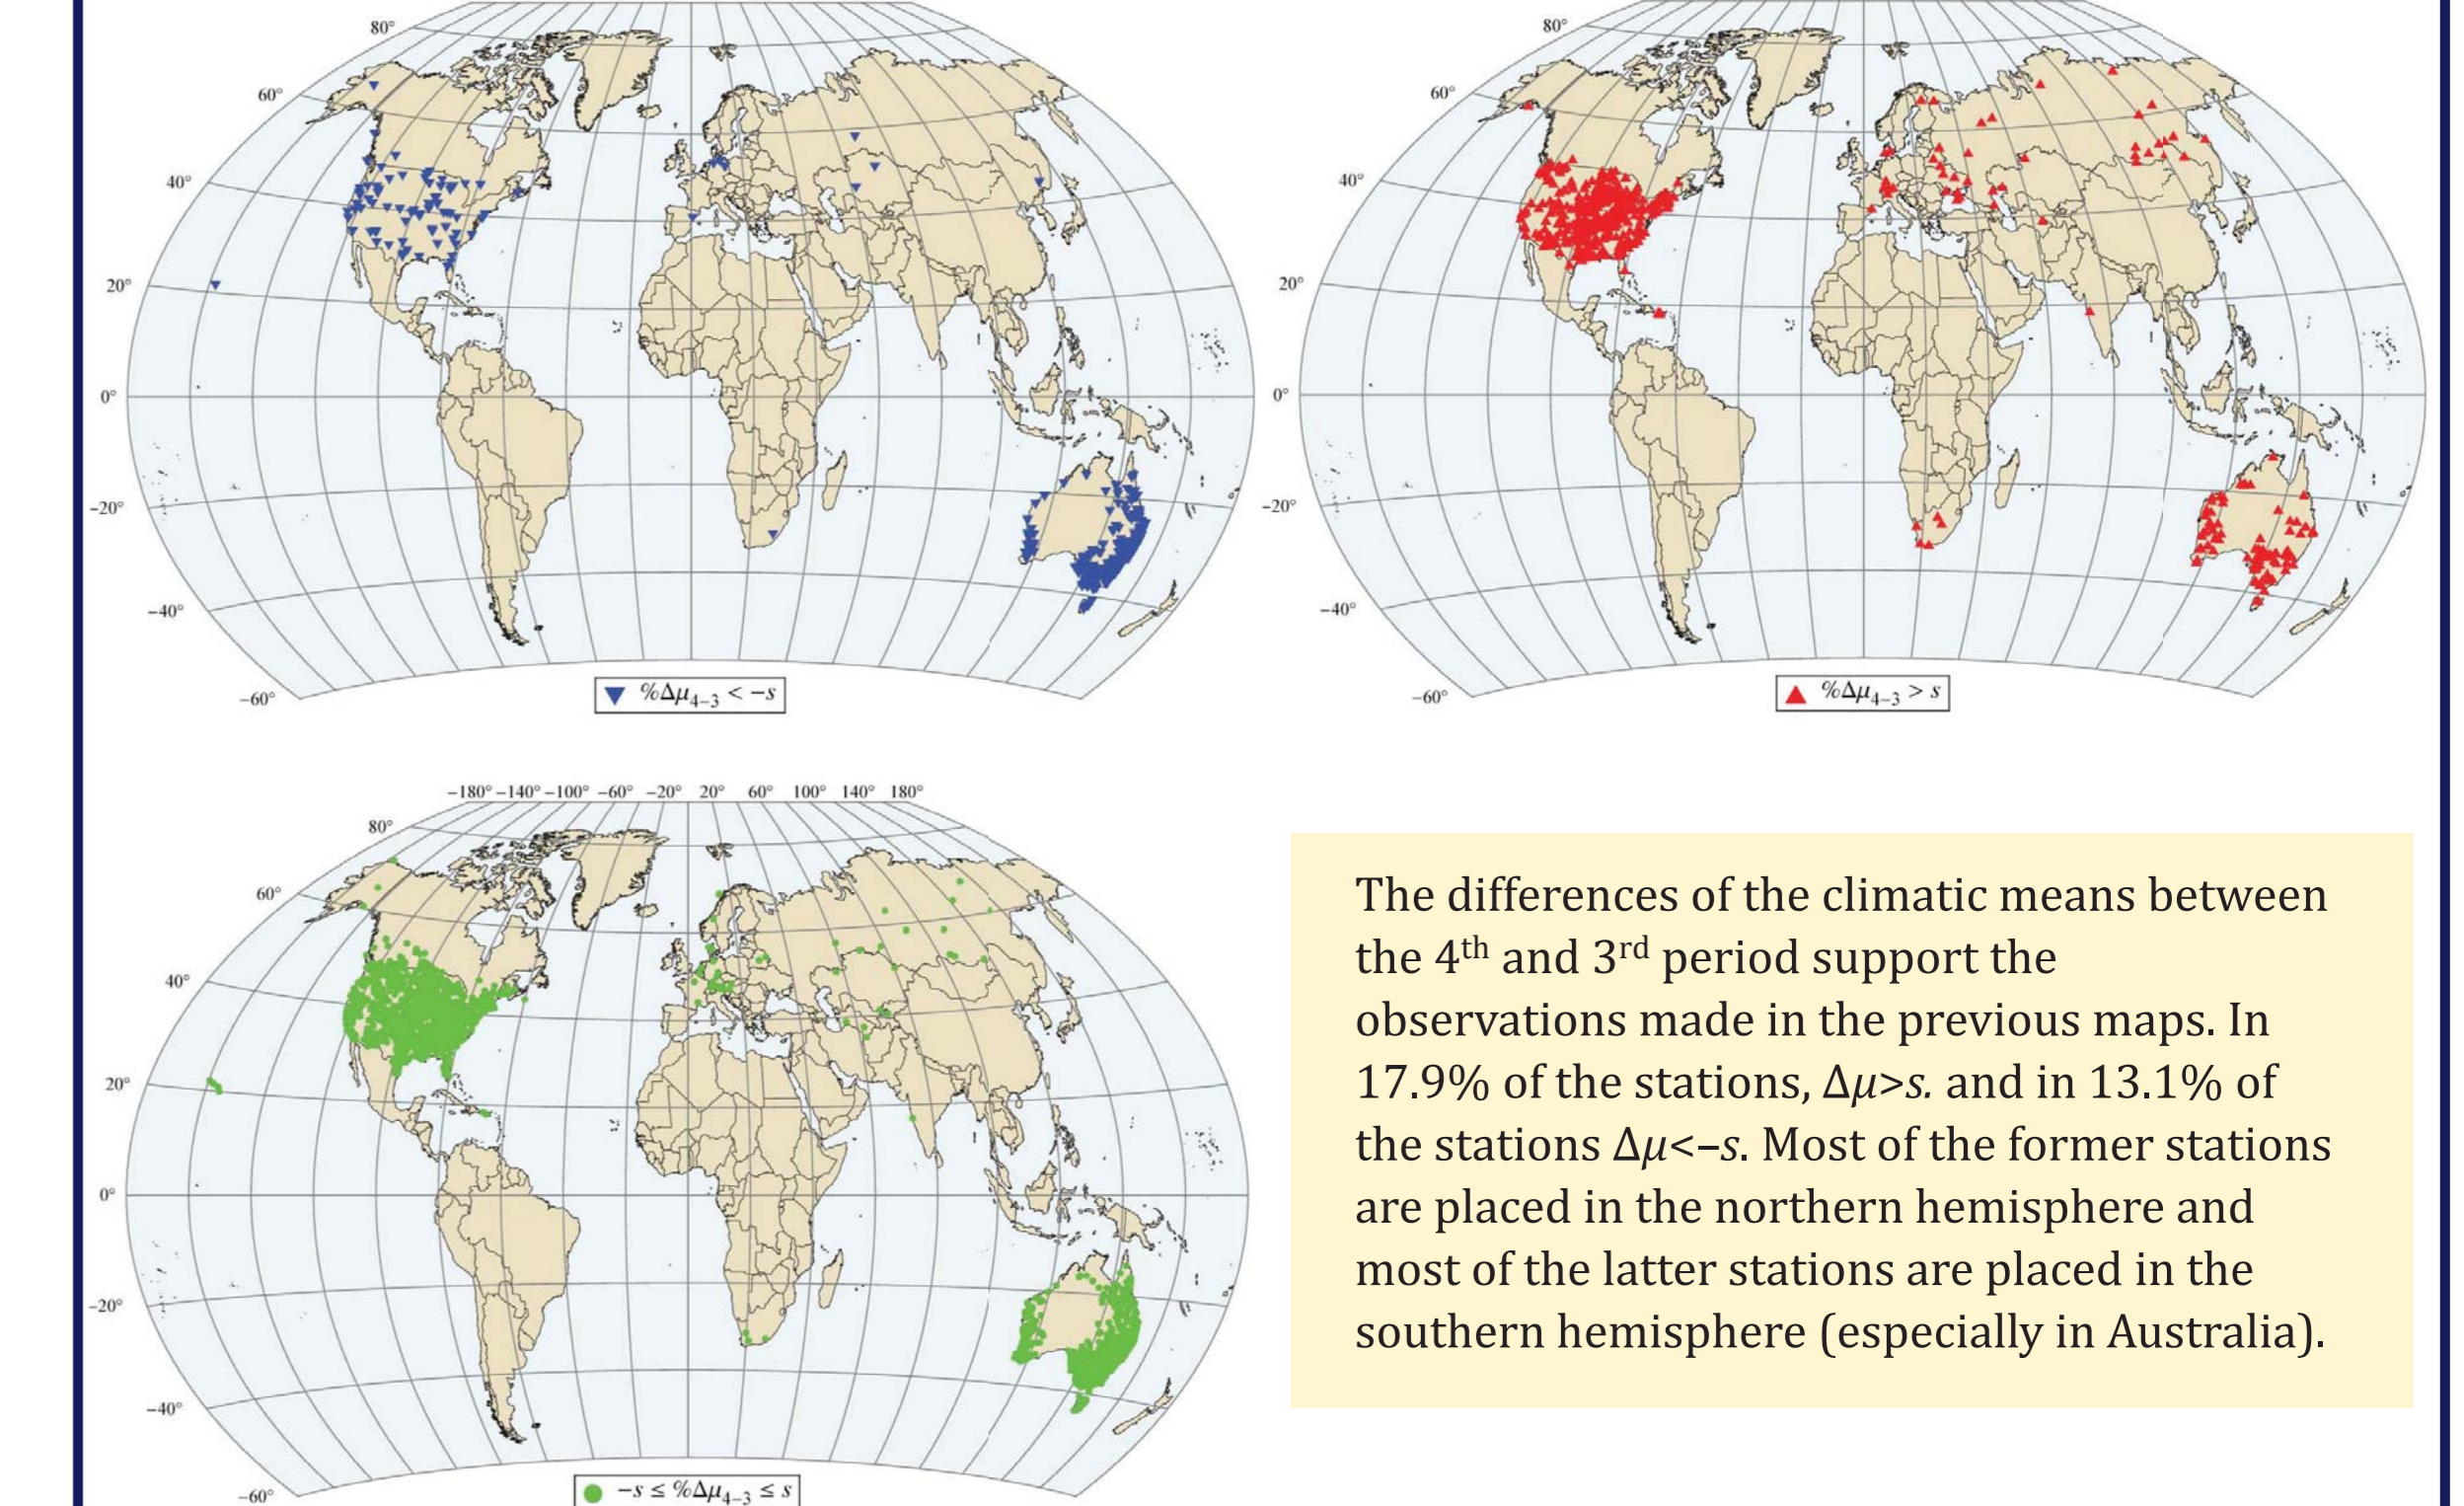 80°
60°
40°
20°
0°
−20°
−40°
−60°
%Δμ4−3 < −s
80°
60°
40°
20°
0°
−20°
−40°
−60°
%Δμ4−3 > s
−180° −140° −100° −60° −20° 20° 60° 100° 140° 180°
80°
60°
40°
20°
0°
−20°
−40°
−60°
−s ≤ %Δμ4−3 ≤ s
The differences of the climatic means between
the 4th and 3rd period support the
observations made in the previous maps. In
17.9% of the stations, Δμ>s. and in 13.1% of
the stations Δμ<–s. Most of the former stations
are placed in the northern hemisphere and
most of the latter stations are placed in the
southern hemisphere (especially in Australia).